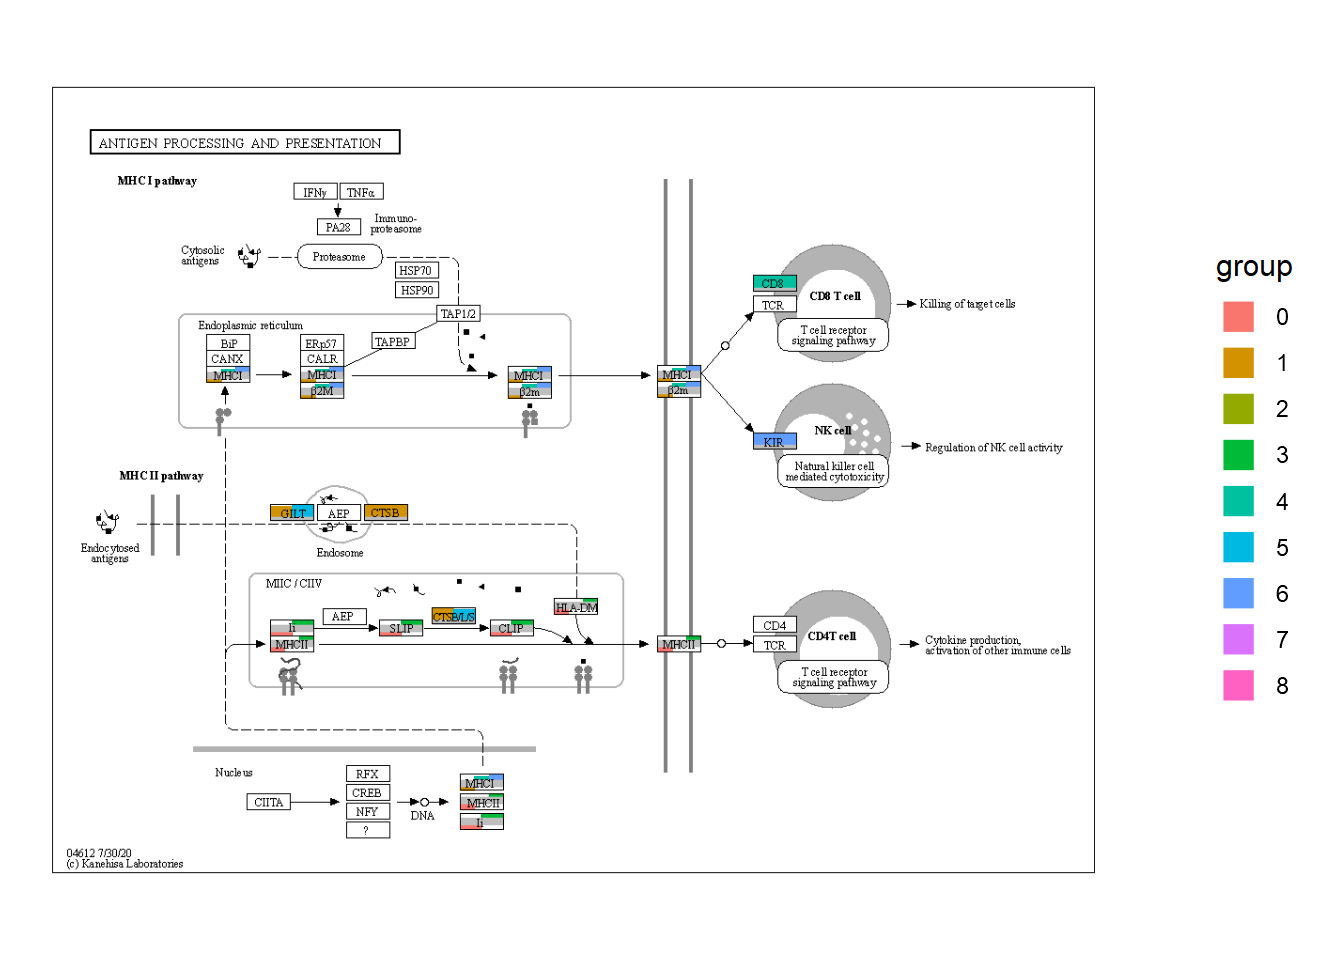 ANTIGEN PROCESSING AND PRESENTATION
MHC I pathway
IFNγ
TNFα
PA28
Immuno-
proteasome
Cytosolic
antigens
Proteasome
HSP70
HSP90
TAP1/2
Endoplasmic reticulum
BiP
CANX
MHCI
ERp57
CALR
MHCI
β2M
TAPBP
MHCI
β2m
MHCI
β2m
CD8
TCR
CD8 T cell
T cell receptor
signaling pathway
Killing of target cells
KIR
NK cell
Natural killer cell
mediated cytotoxicity
Regulation of NK cell activity
MHC II pathway
Endocytosed
antigens
GILT
AEP
CTSB
Endosome
MIIC / CIIV
Ii
MHCII
AEP
SLIP
CTSB/L/S
CLIP
HLA-DM
MHCII
CD4
TCR
CD4T cell
T cell receptor
signaling pathway
Cytokine production,
activation of other immune cells
Nucleus
CIITA
RFX
CREB
NFY
?
DNA
MHCI
MHCII
Ii
04612 7/30/20
(c) Kanehisa Laboratories
group
0
1
2
3
4
5
6
7
8